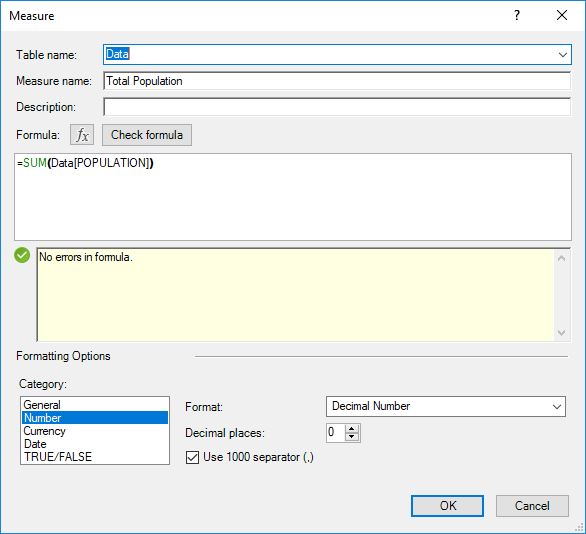 Measure
? ×
Table name: Data
Measure name: Total Population
Description:
Formula: fx Check formula
=SUM(Data[POPULATION])
No errors in formula.
Formatting Options
Category:
General
Number
Currency
Date
TRUE/FALSE
Format: Decimal Number
Decimal places: 0
Use 1000 separator (,)
OK Cancel